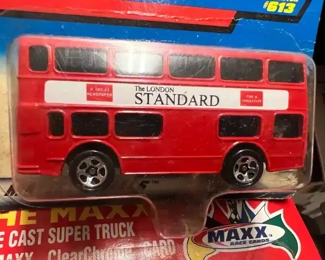 #613
The LONDON
STANDARD
HE MAXX
E CAST SUPER TRUCK
MAXX ClearChrome CARD
MAXX
RACE CARDS